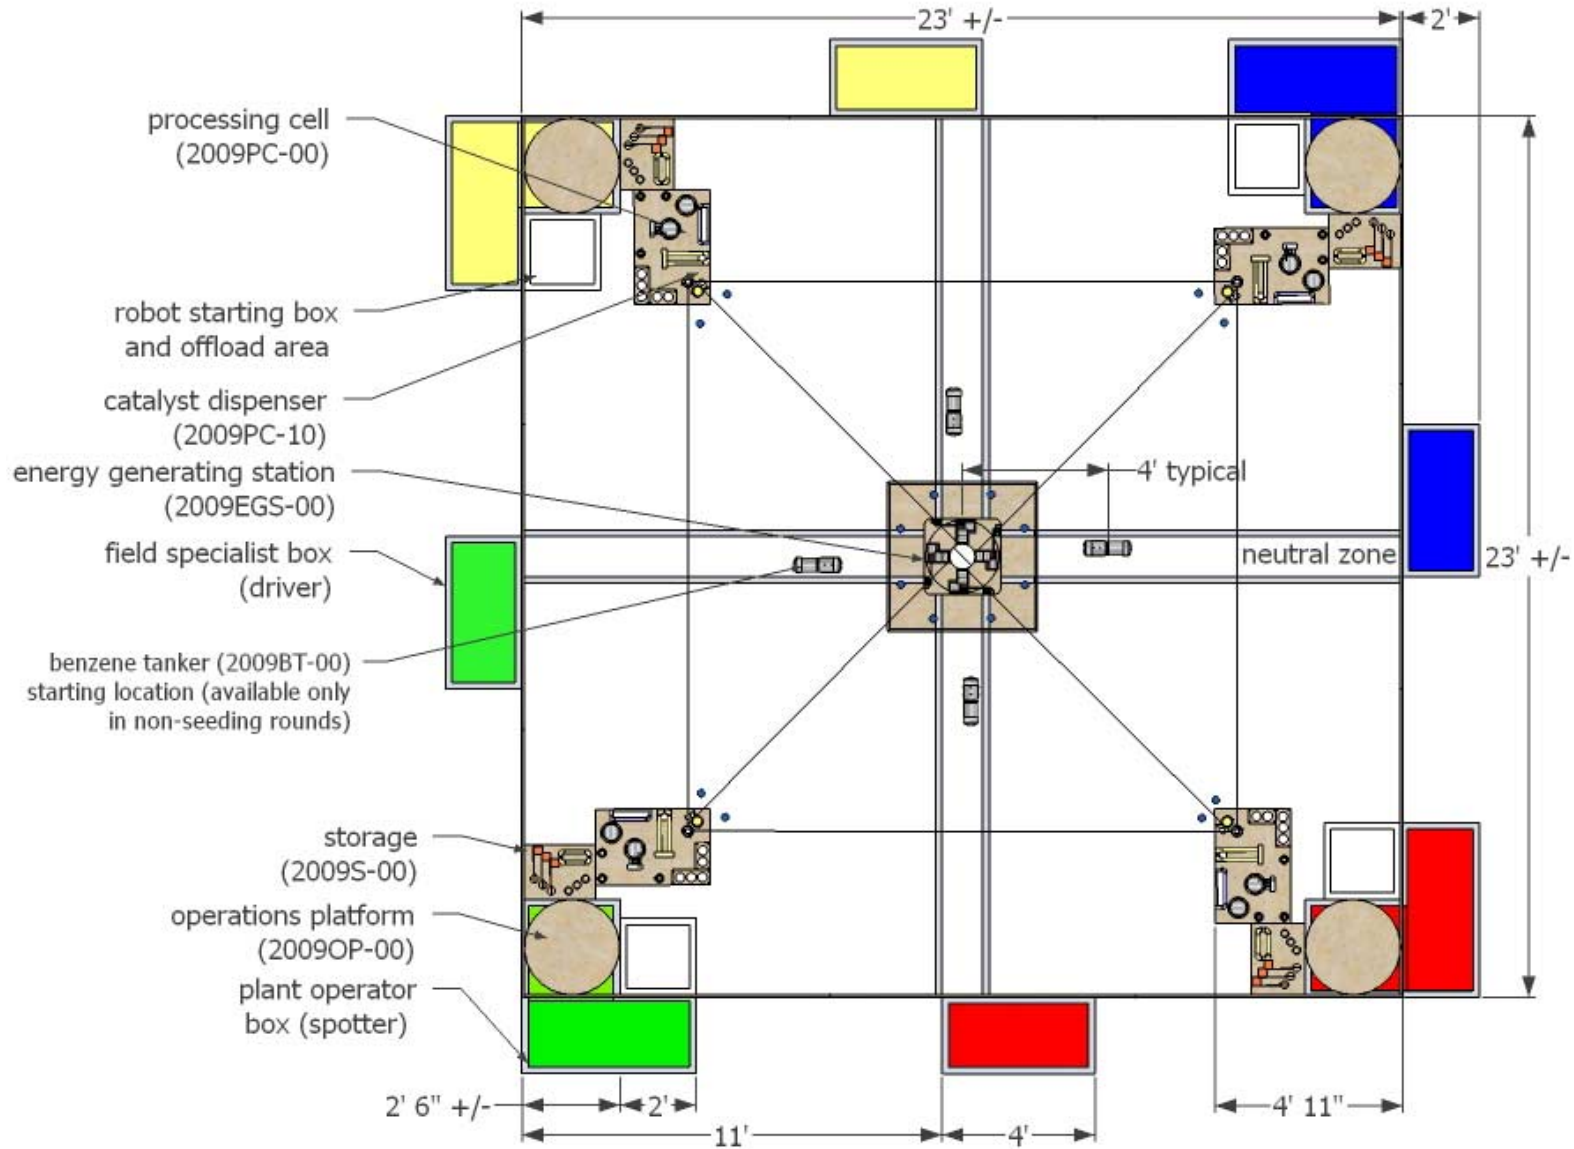 23' +/-
2'
processing cell
(2009PC-00)
robot starting box
and offload area
catalyst dispenser
(2009PC-10)
energy generating station
(2009EGS-00)
4' typical
field specialist box
(driver)
neutral zone
23' +/-
benzene tanker (2009BT-00)
starting location (available only
in non-seeding rounds)
storage
(2009S-00)
operations platform
(2009OP-00)
plant operator
box (spotter)
2' 6" +/-
2'
4' 11"
11'
4'